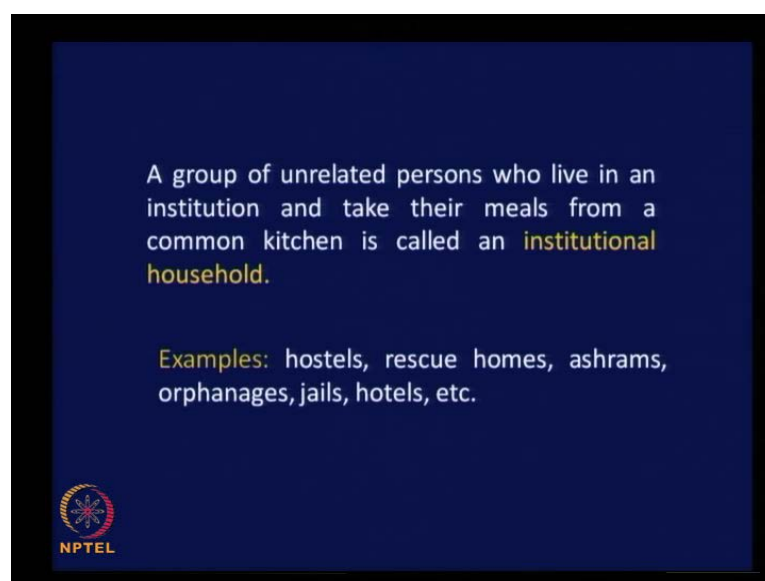 A group of unrelated persons who live in an
institution and take their meals from a
common kitchen is called an institutional
household.
Examples: hostels, rescue homes, ashrams,
orphanages, jails, hotels, etc.
NPTEL